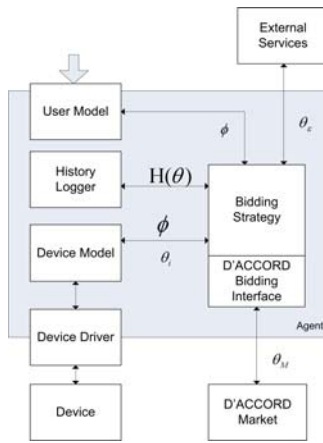 External
Services
User Model
ϕ
θe
History
Logger
H(θ)
Bidding
Strategy
Device Model
ϕ
θi
D'ACCORD
Bidding
Interface
Device Driver
Agent
θM
Device
D'ACCORD
Market